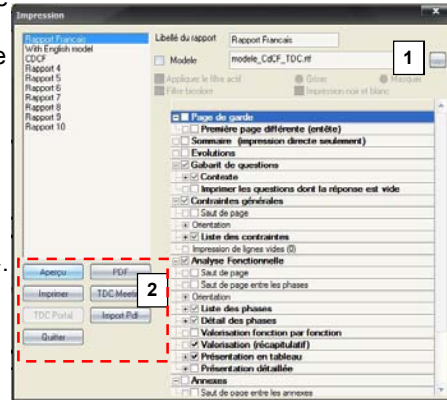 Impression
Rapport Francais
With English model
CDCF
Rapport 4
Rapport 5
Rapport 6
Rapport 7
Rapport 8
Rapport 9
Rapport 10
Libellé du rapport Rapport Francais
Modele modele_CdCF_TDC.rtf
1
Appliquer le filtre actif Griser Masquer
Filtre bicolore Impression noir et blanc
Page de garde
Première page différente (entête)
Sommaire (impression directe seulement)
Evolutions
Gabarit de questions
Contexte
Imprimer les questions dont la réponse est vide
Contraintes générales
Saut de page
Orientation
Liste des contraintes
Impression de lignes vides (0)
Analyse Fonctionnelle
Saut de page
Saut de page entre les phases
Orientation
Liste des phases
Détail des phases
Valorisation fonction par fonction
Valorisation (récapitulatif)
Présentation en tableau
Présentation détaillée
Annexes
Saut de page entre les annexes
Aperçu PDF
Imprimer TDC Meeti
2
TDC Portal Import Pdf
Quitter